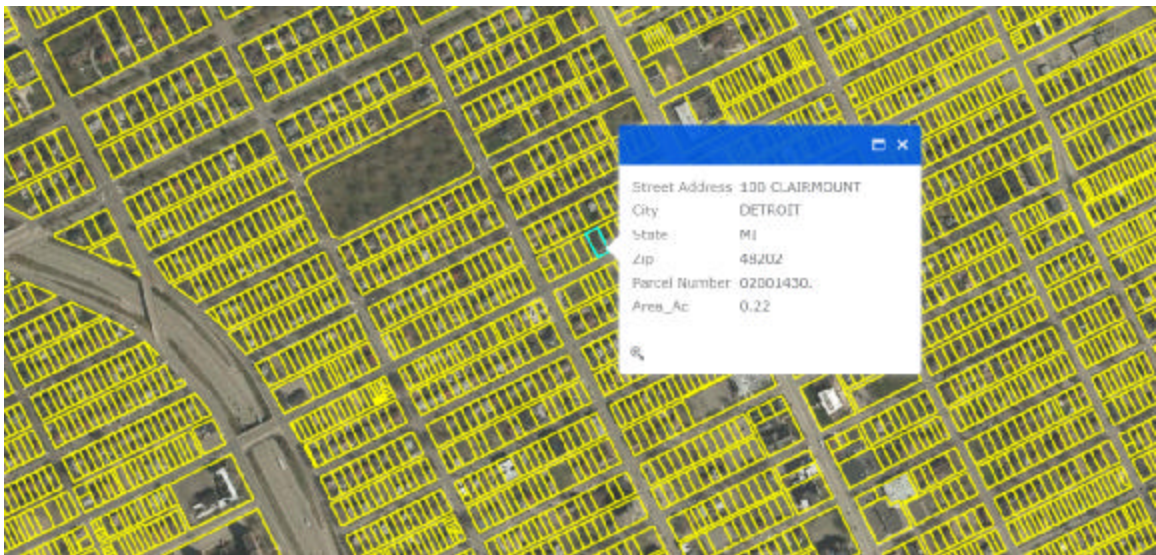 Street Address 100 CLAIRMOUNT
City DETROIT
State MI
Zip 48202
Parcel Number 02001430.
Area_Ac 0.22